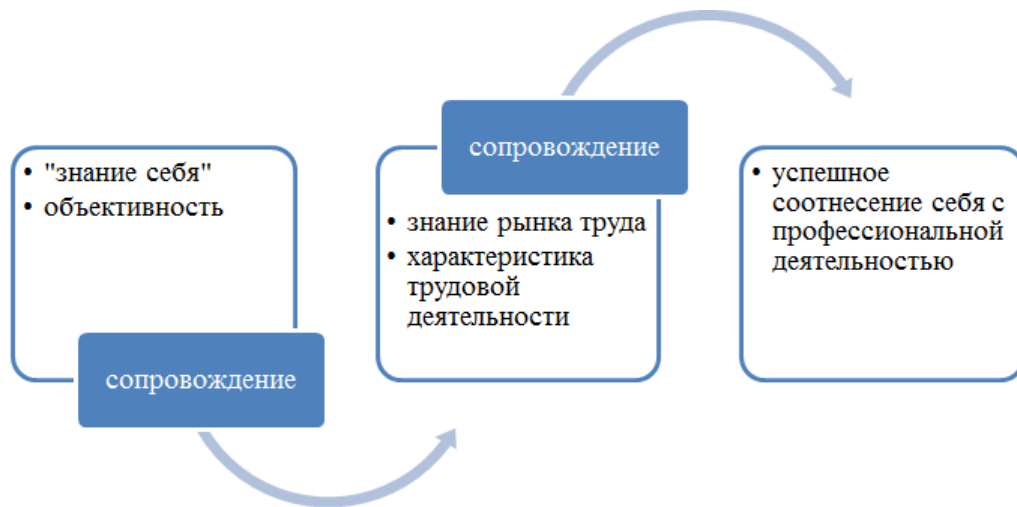 • "знание себя"
• объективность
сопровождение
сопровождение
• знание рынка труда
• характеристика
трудовой
деятельности
• успешное
соотнесение себя с
профессиональной
деятельностью